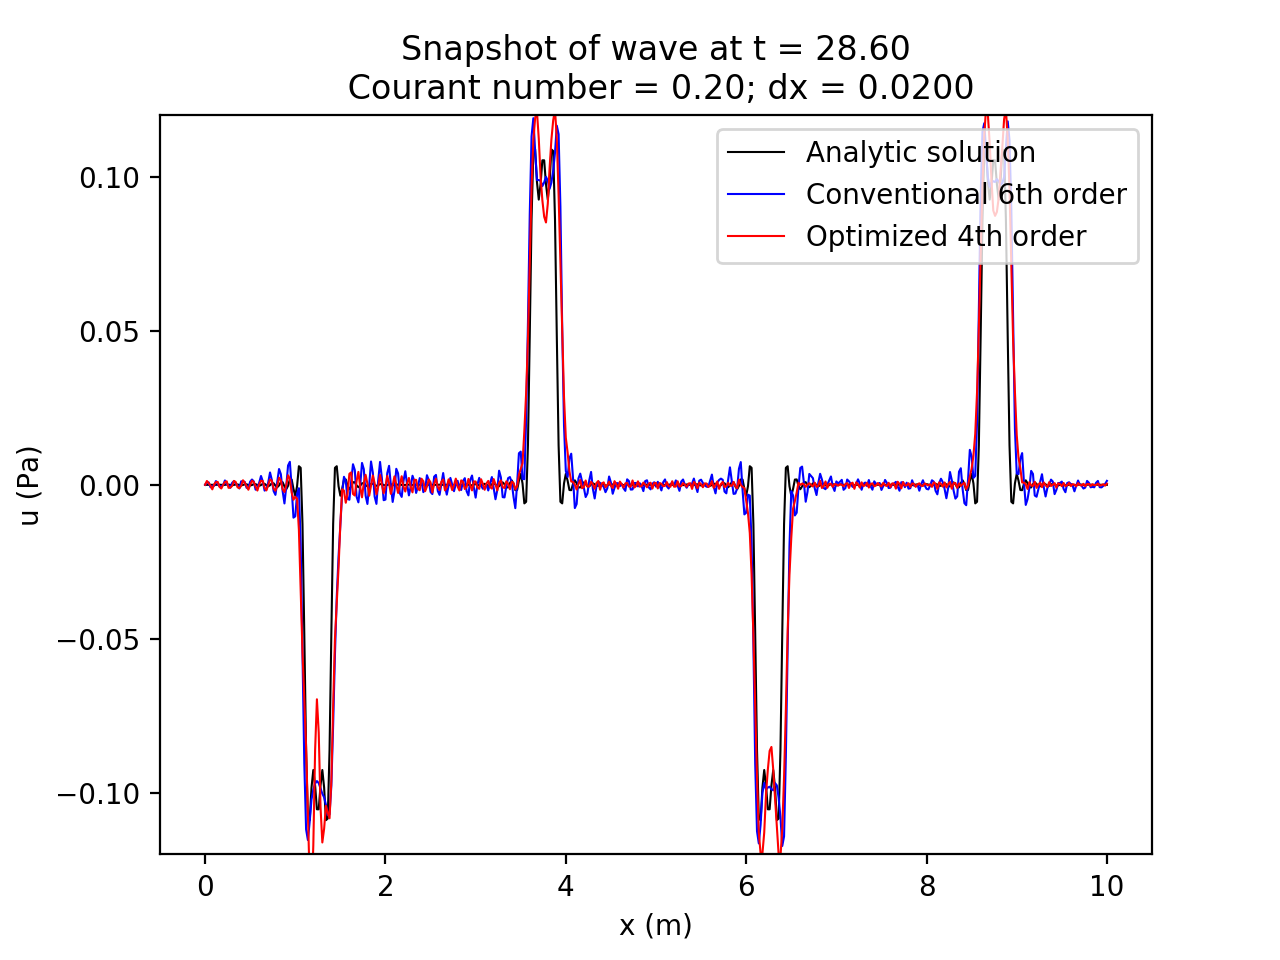 Snapshot of wave at t = 28.60
Courant number = 0.20; dx = 0.0200
Analytic solution
Conventional 6th order
Optimized 4th order
0.10
0.05
0.00
−0.05
−0.10
u (Pa)
0 2 4 6 8 10
x (m)